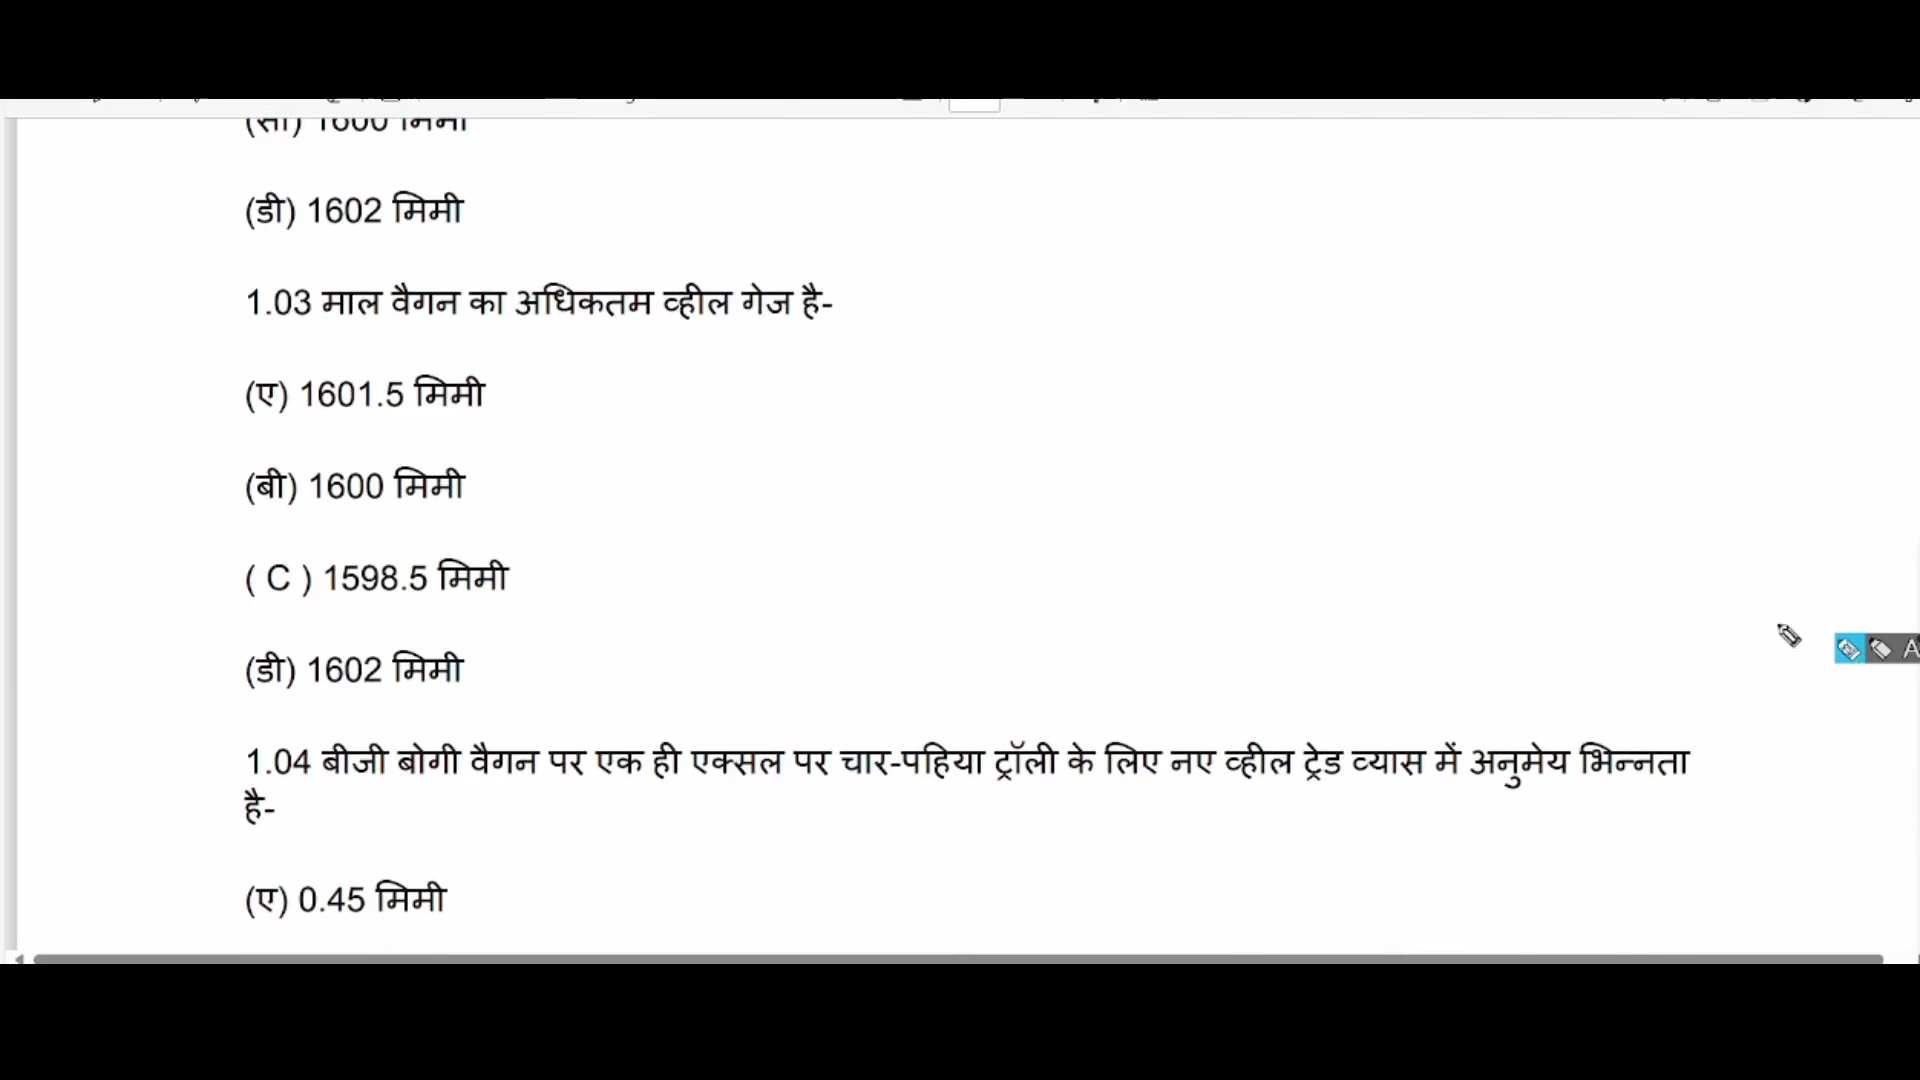 (डी) 1602 मिमी
1.03 माल वैगन का अधिकतम व्हील गेज है-
(ए) 1601.5 मिमी
(बी) 1600 मिमी
( C ) 1598.5 मिमी
(डी) 1602 मिमी
1.04 बीजी बोगी वैगन पर एक ही एक्सल पर चार-पहिया ट्रॉली के लिए नए व्हील ट्रेड व्यास में अनुमेय भिन्नता
है-
(ए) 0.45 मिमी